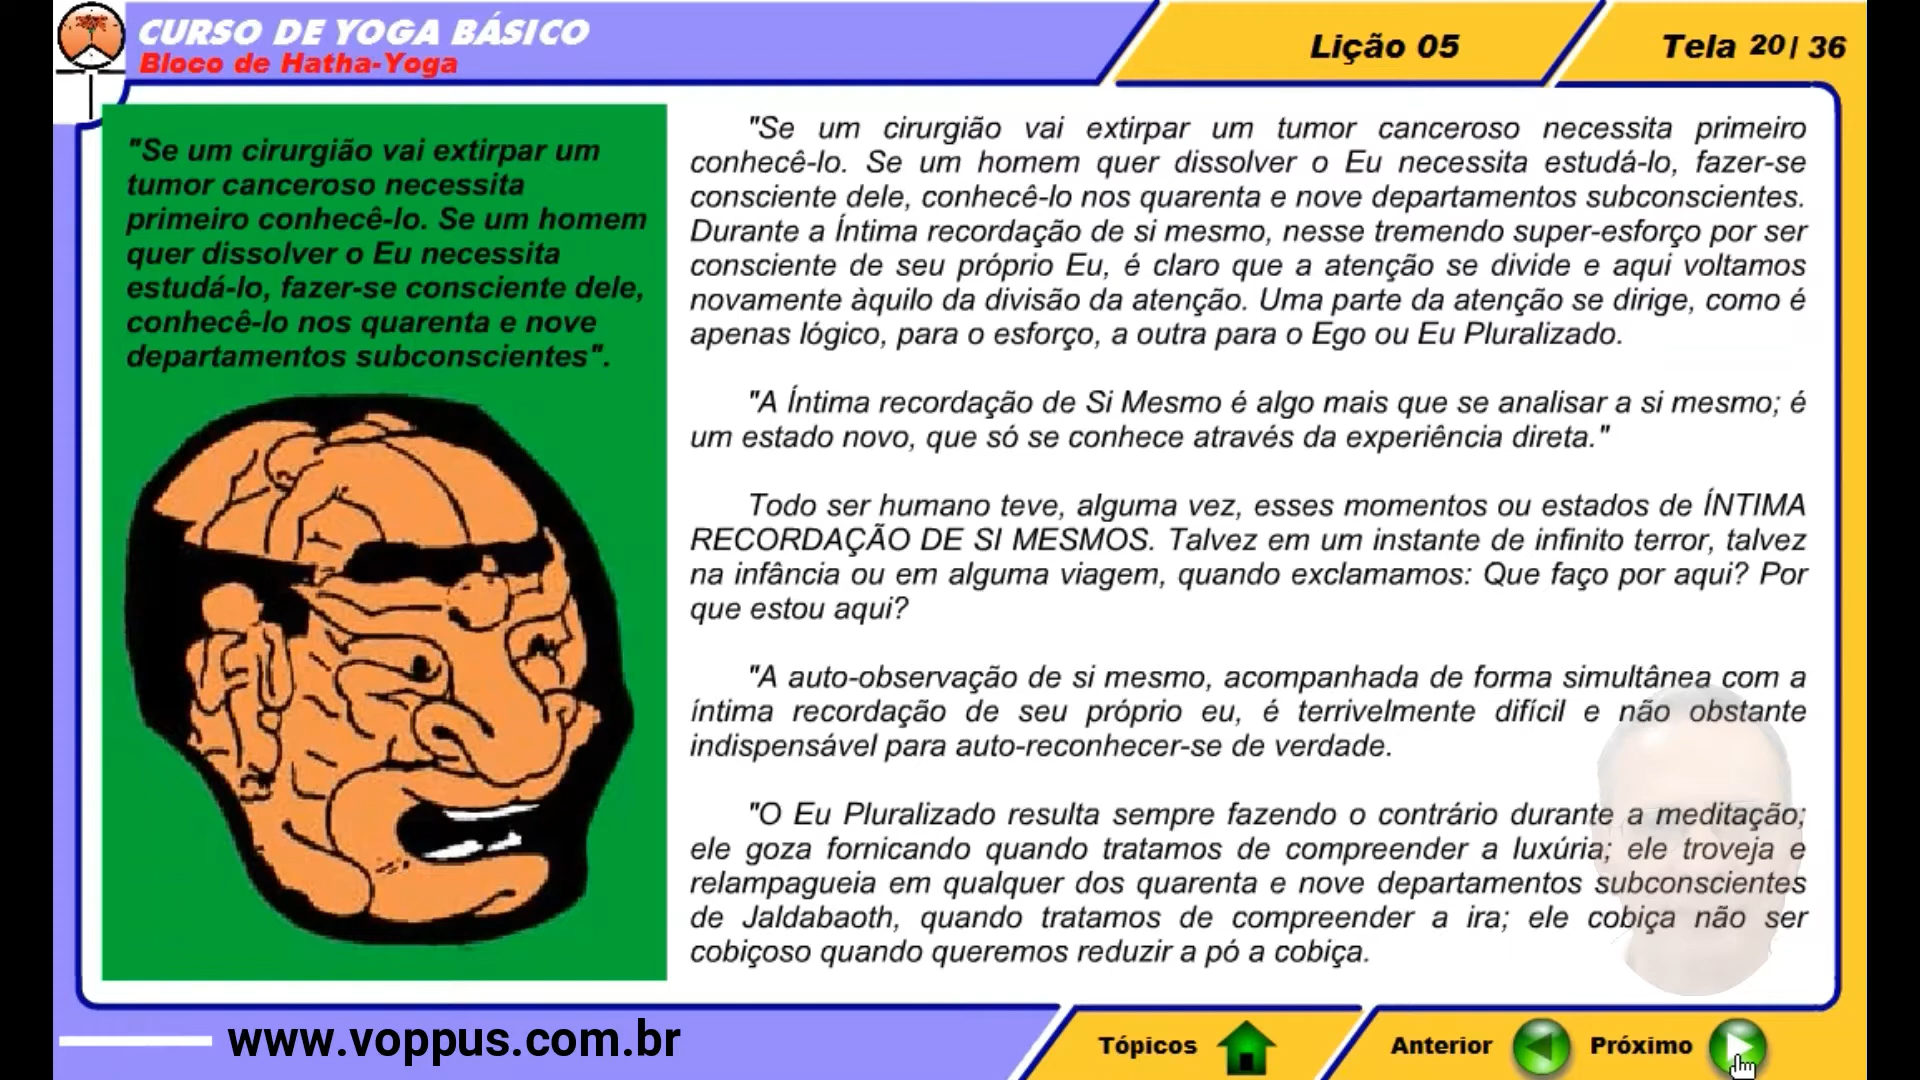 CURSO DE YOGA BÁSICO
Bloco de Hatha-Yoga
Lição 05
Tela 20 / 36
"Se um cirurgião vai extirpar um
tumor canceroso necessita
primeiro conhecê-lo. Se um homem
quer dissolver o Eu necessita
estudá-lo, fazer-se consciente dele,
conhecê-lo nos quarenta e nove
departamentos subconscientes".
"Se um cirurgião vai extirpar um tumor canceroso necessita primeiro
conhecê-lo. Se um homem quer dissolver o Eu necessita estudá-lo, fazer-se
consciente dele, conhecê-lo nos quarenta e nove departamentos subconscientes.
Durante a Íntima recordação de si mesmo, nesse tremendo super-esforço por ser
consciente de seu próprio Eu, é claro que a atenção se divide e aqui voltamos
novamente àquilo da divisão da atenção. Uma parte da atenção se dirige, como é
apenas lógico, para o esforço, a outra para o Ego ou Eu Pluralizado.
"A Íntima recordação de Si Mesmo é algo mais que se analisar a si mesmo; é
um estado novo, que só se conhece através da experiência direta."
Todo ser humano teve, alguma vez, esses momentos ou estados de ÍNTIMA
RECORDAÇÃO DE SI MESMOS. Talvez em um instante de infinito terror, talvez
na infância ou em alguma viagem, quando exclamamos: Que faço por aqui? Por
que estou aqui?
"A auto-observação de si mesmo, acompanhada de forma simultânea com a
íntima recordação de seu próprio eu, é terrivelmente difícil e não obstante
indispensável para auto-reconhecer-se de verdade.
"O Eu Pluralizado resulta sempre fazendo o contrário durante a meditação;
ele goza fornicando quando tratamos de compreender a luxúria; ele troveja e
relampagueia em qualquer dos quarenta e nove departamentos subconscientes
de Jaldabaoth, quando tratamos de compreender a ira; ele cobiça não ser
cobiçoso quando queremos reduzir a pó a cobiça.
www.voppus.com.br
Tópicos
Anterior
Próximo